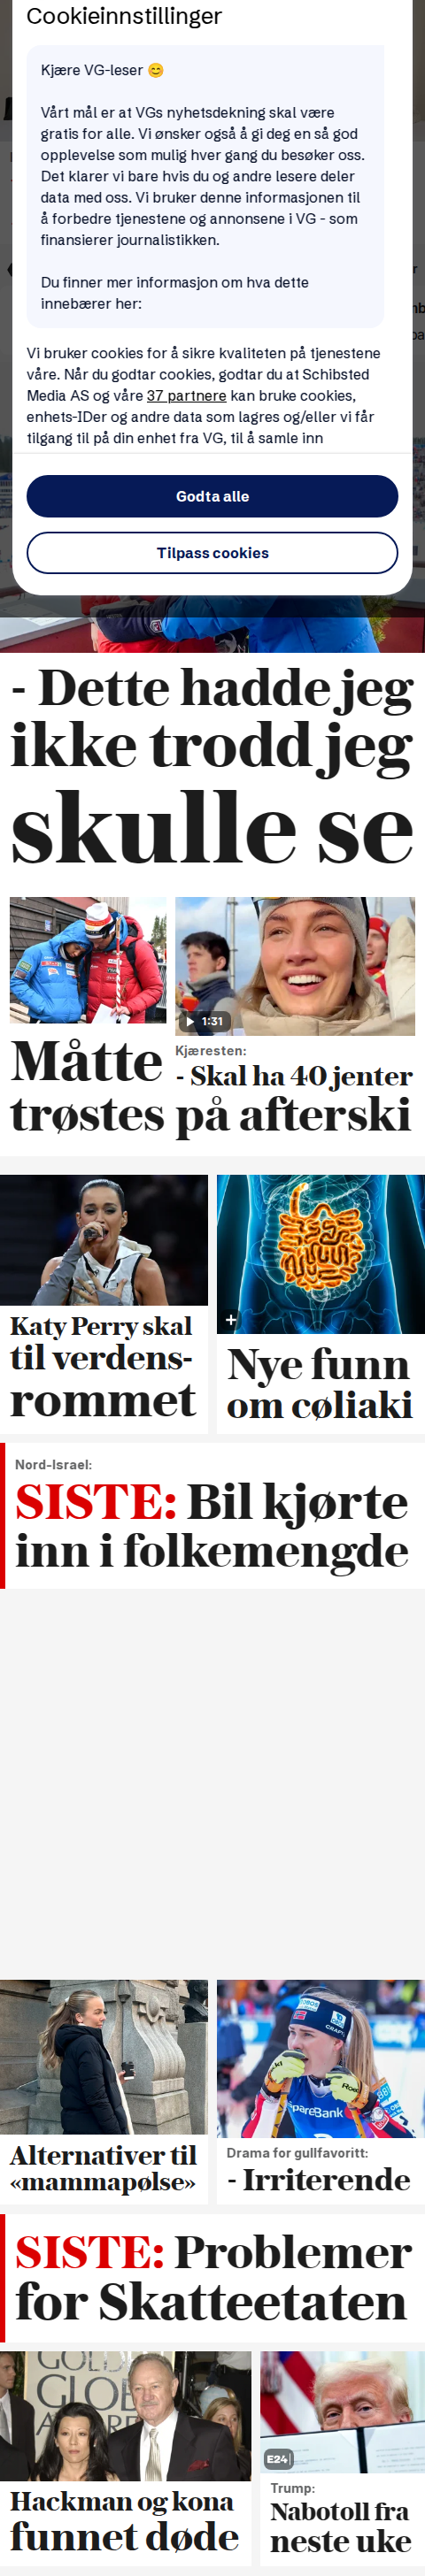 Cookieinnstillinger
Kjære VG-leser 😊
Vårt mål er at VGs nyhetsdekning skal være
gratis for alle. Vi ønsker også å gi deg en så god
opplevelse som mulig hver gang du besøker oss.
Det klarer vi bare hvis du og andre lesere deler
data med oss. Vi bruker denne informasjonen til
å forbedre tjenestene og annonsene i VG - som
finansierer journalistikken.
Du finner mer informasjon om hva dette
innebærer her:
Vi bruker cookies for å sikre kvaliteten på tjenestene
våre. Når du godtar cookies, godtar du at Schibsted
Media AS og våre 37 partnere kan bruke cookies,
enhets-IDer og andre data som lagres og/eller vi får
tilgang til på din enhet fra VG, til å samle inn
Godta alle
Tilpass cookies
- Dette hadde jeg
ikke trodd jeg
skulle se
1:31
Måtte
trøstes
Kjæresten:
- Skal ha 40 jenter
på afterski
Katy Perry skal
til verdens-
rommet
+
Nye funn
om cøliaki
Nord-Israel:
SISTE: Bil kjørte
inn i folkemengde
Alternativer til
«mammapølse»
Drama for gullfavoritt:
- Irriterende
SISTE: Problemer
for Skatteetaten
Hackman og kona
funnet døde
E24
Trump:
Nabotoll fra
neste uke